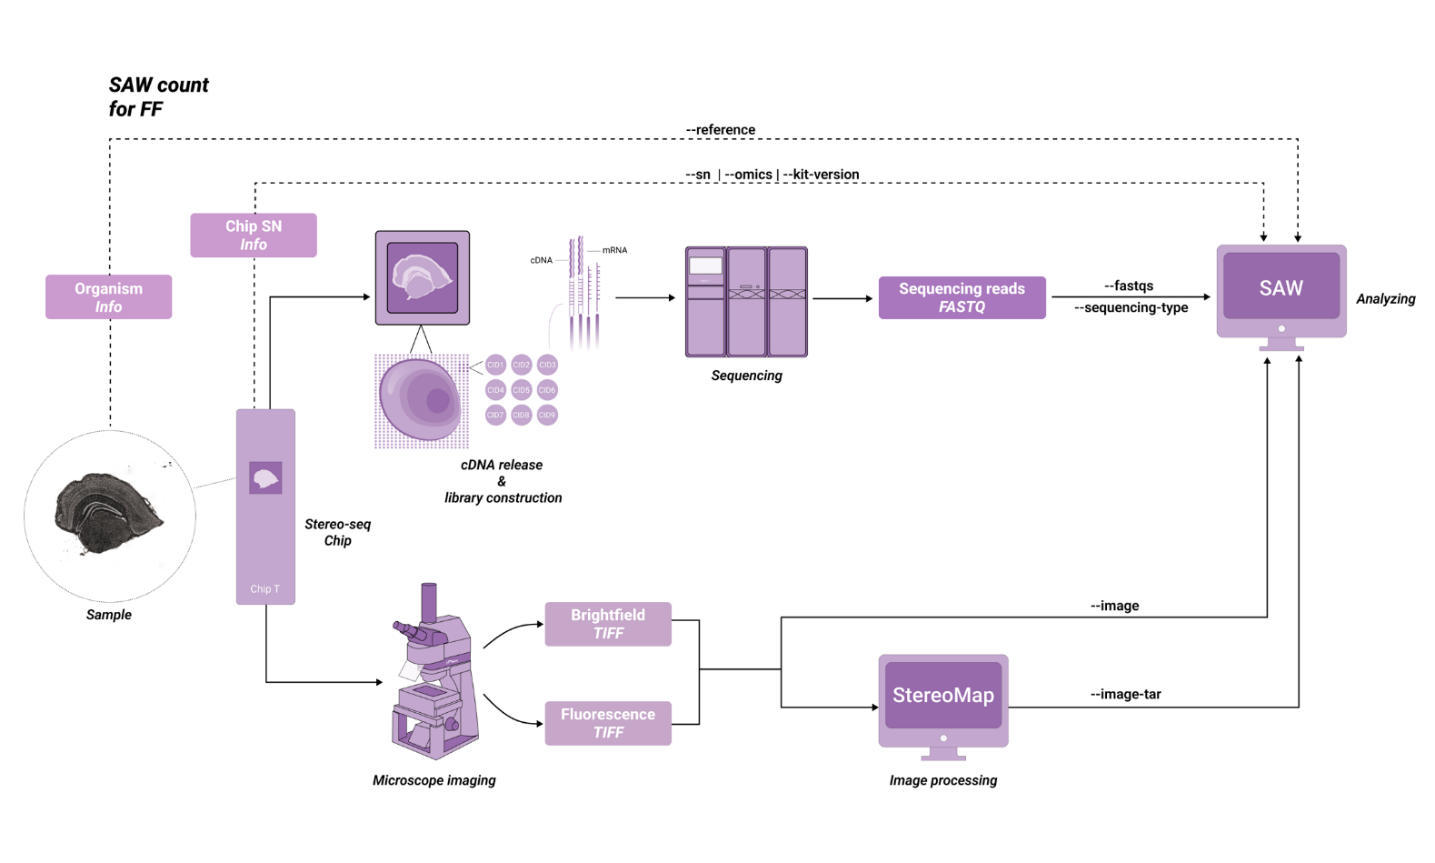 SAW count
for FF
--reference
--sn | --omics | --kit-version
Chip SN
Info
Organism
Info
cDNA
mRNA
CID1 CID2 CID3
CID4 CID5 CID6
CID7 CID8 CID9
Sequencing
Sequencing reads
FASTQ
--fastqs
--sequencing-type
SAW
Analyzing
cDNA release
&
library construction
Stereo-seq
Chip
Chip T
Sample
Brightfield
TIFF
Fluorescence
TIFF
Microscope imaging
--image
StereoMap
--image-tar
Image processing